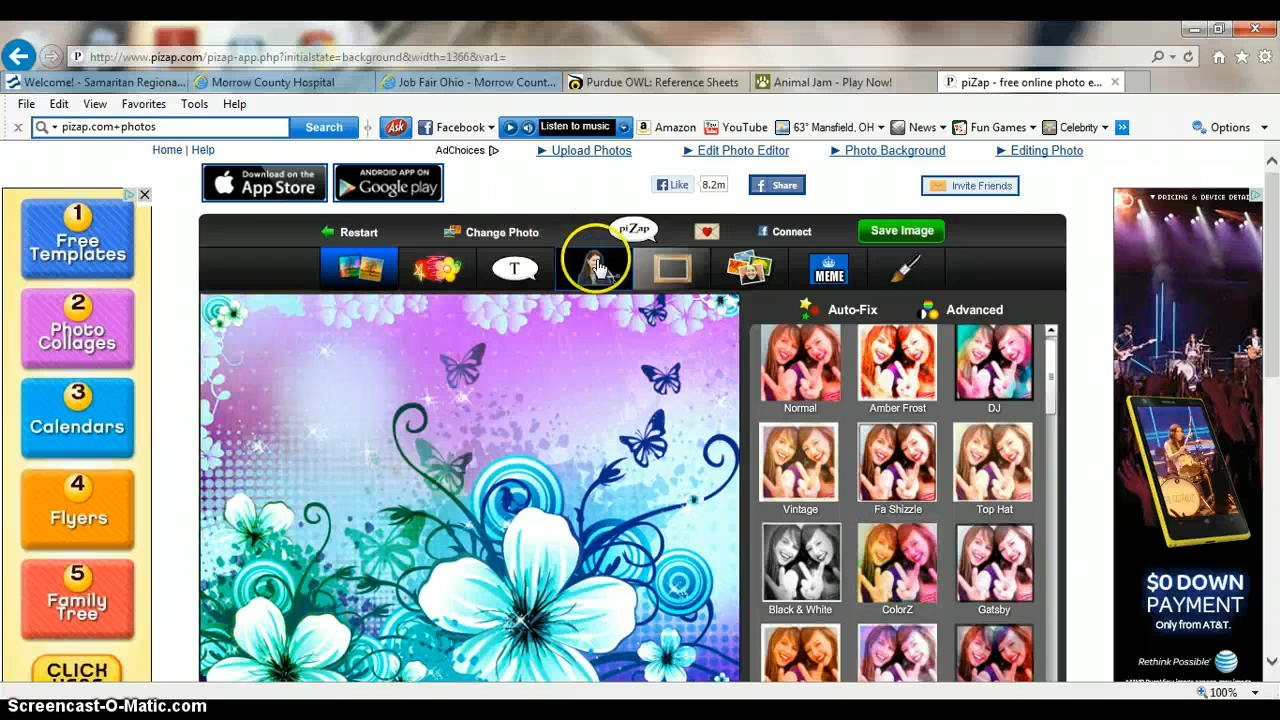 http://www.pizap.com/pizap-app.php?initialstate=background&width=1366&var1=
Welcome! - Samaritan Regiona... Morrow County Hospital Job Fair Ohio - Morrow Count... Purdue OWL: Reference Sheets Animal Jam - Play Now! piZap - free online photo e...
File Edit View Favorites Tools Help
pizap.com+photos Search Ask Facebook Listen to music Amazon YouTube 63° Mansfield, OH News Fun Games Celebrity Options
Home | Help AdChoices Upload Photos Edit Photo Editor Photo Background Editing Photo
Download on the App Store
ANDROID APP ON Google play
Like 8.2m Share Invite Friends
Restart Change Photo piZap Connect Save Image
T MEME
Auto-Fix Advanced
Normal Amber Frost DJ
Vintage Fa Shizzle Top Hat
Black & White ColorZ Gatsby
1
Free Templates
2
Photo Collages
3
Calendars
4
Flyers
5
Family Tree
CLICK
PRICING & DEVICE DETAI
$0 DOWN
PAYMENT
Only from AT&T.
Rethink Possible
AT&T
100%
Screencast-O-Matic.com